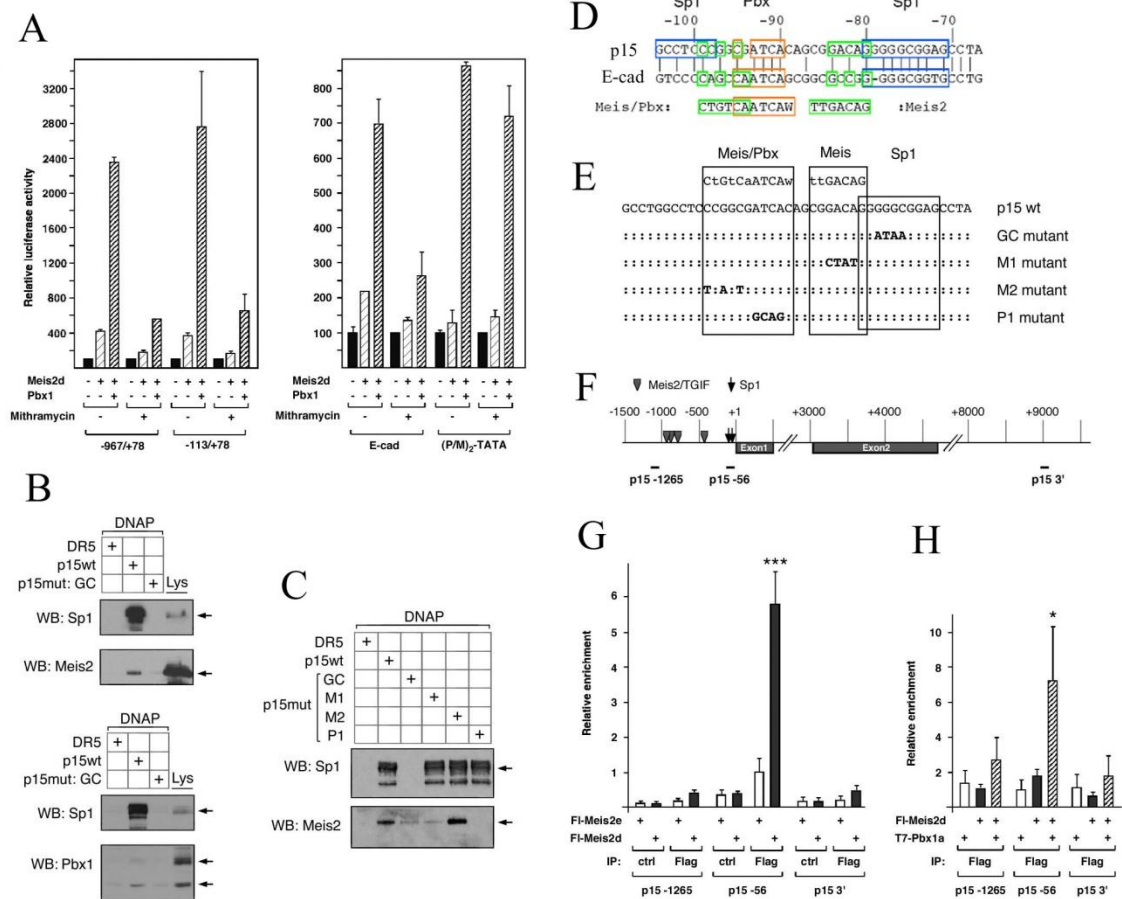 A
Relative luciferase activity
3200
2800
2400
2000
1600
1200
800
400
Meis2d - + + - + + - + + - + +
Pbx1 - - + - - + - - + - - +
Mithramycin - + - +
-967/+78 -113/+78
800
700
600
500
400
300
200
100
Meis2d - + + - + + - + + - + +
Pbx1 - - + - - + - - + - - +
Mithramycin - + - +
E-cad (P/M)2-TATA
B
DNAP
DR5 +
p15wt +
p15mut: GC + Lys
WB: Sp1
WB: Meis2
DNAP
DR5 +
p15wt +
p15mut: GC + Lys
WB: Sp1
WB: Pbx1
C
DNAP
DR5 +
p15wt +
p15mut
GC +
M1 +
M2 +
P1 +
WB: Sp1
WB: Meis2
D
Sp1 Pbx Sp1
-100 -90 -80 -70
p15 GCCTCCCGGCGATCACAGCGGACAGGGGGCGGAGCCTA
E-cad GTCCCCAGCCAATCAGCGGCGCCGG-GGGCGGTGCCTG
Meis/Pbx: CTGTCAATCAW TTGACAG :Meis2
E
Meis/Pbx Meis Sp1
CtGtCaATCAw ttGACAG
GCCTGGCCTCCCGGCGATCACAGCGGACAGGGGGCGGAGCCTA p15 wt
ATAA GC mutant
CTAT M1 mutant
T·A·T M2 mutant
GCAG P1 mutant
F
Meis2/TGIF Sp1
-1500 -1000 -500 +1 +3000 +4000 +8000 +9000
Exon1 Exon2
p15 -1265 p15 -56 p15 3'
G
Relative enrichment
***
6
5
4
3
2
1
Fl-Meis2e + + + + + +
Fl-Meis2d + + + + + +
IP: ctrl Flag ctrl Flag ctrl Flag
p15 -1265 p15 -56 p15 3'
H
Relative enrichment
*
10
8
6
4
2
0
Fl-Meis2d + + + + + +
T7-Pbx1a + + + + + +
IP: Flag Flag Flag
p15 -1265 p15 -56 p15 3'